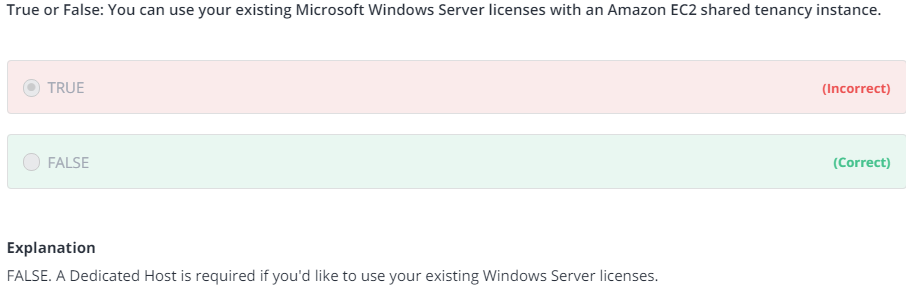 True or False: You can use your existing Microsoft Windows Server licenses with an Amazon EC2 shared tenancy instance.
TRUE (Incorrect)
FALSE (Correct)
Explanation
FALSE. A Dedicated Host is required if you'd like to use your existing Windows Server licenses.